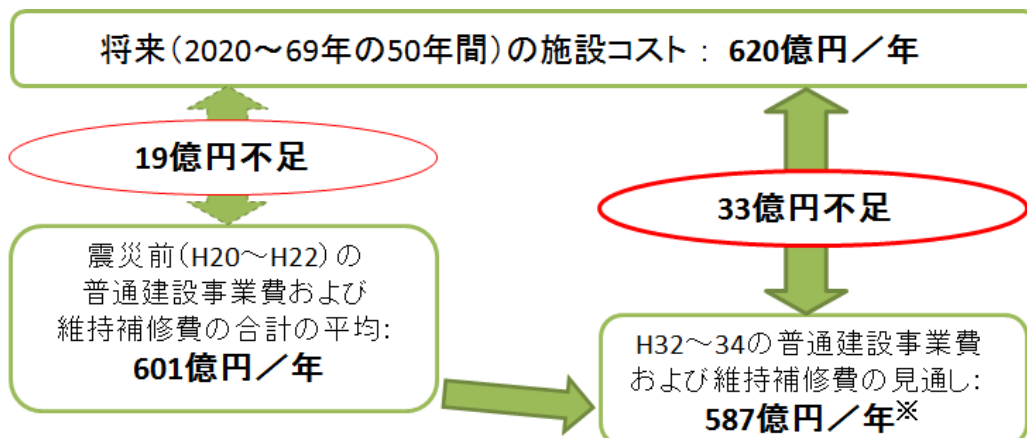 将来（2020～69年の50年間）の施設コスト： 620億円／年
19億円不足
33億円不足
震災前（H20～H22）の
普通建設事業費および
維持補修費の合計の平均:
601億円／年
H32～34の普通建設事業費
および維持補修費の見通し:
587億円／年※